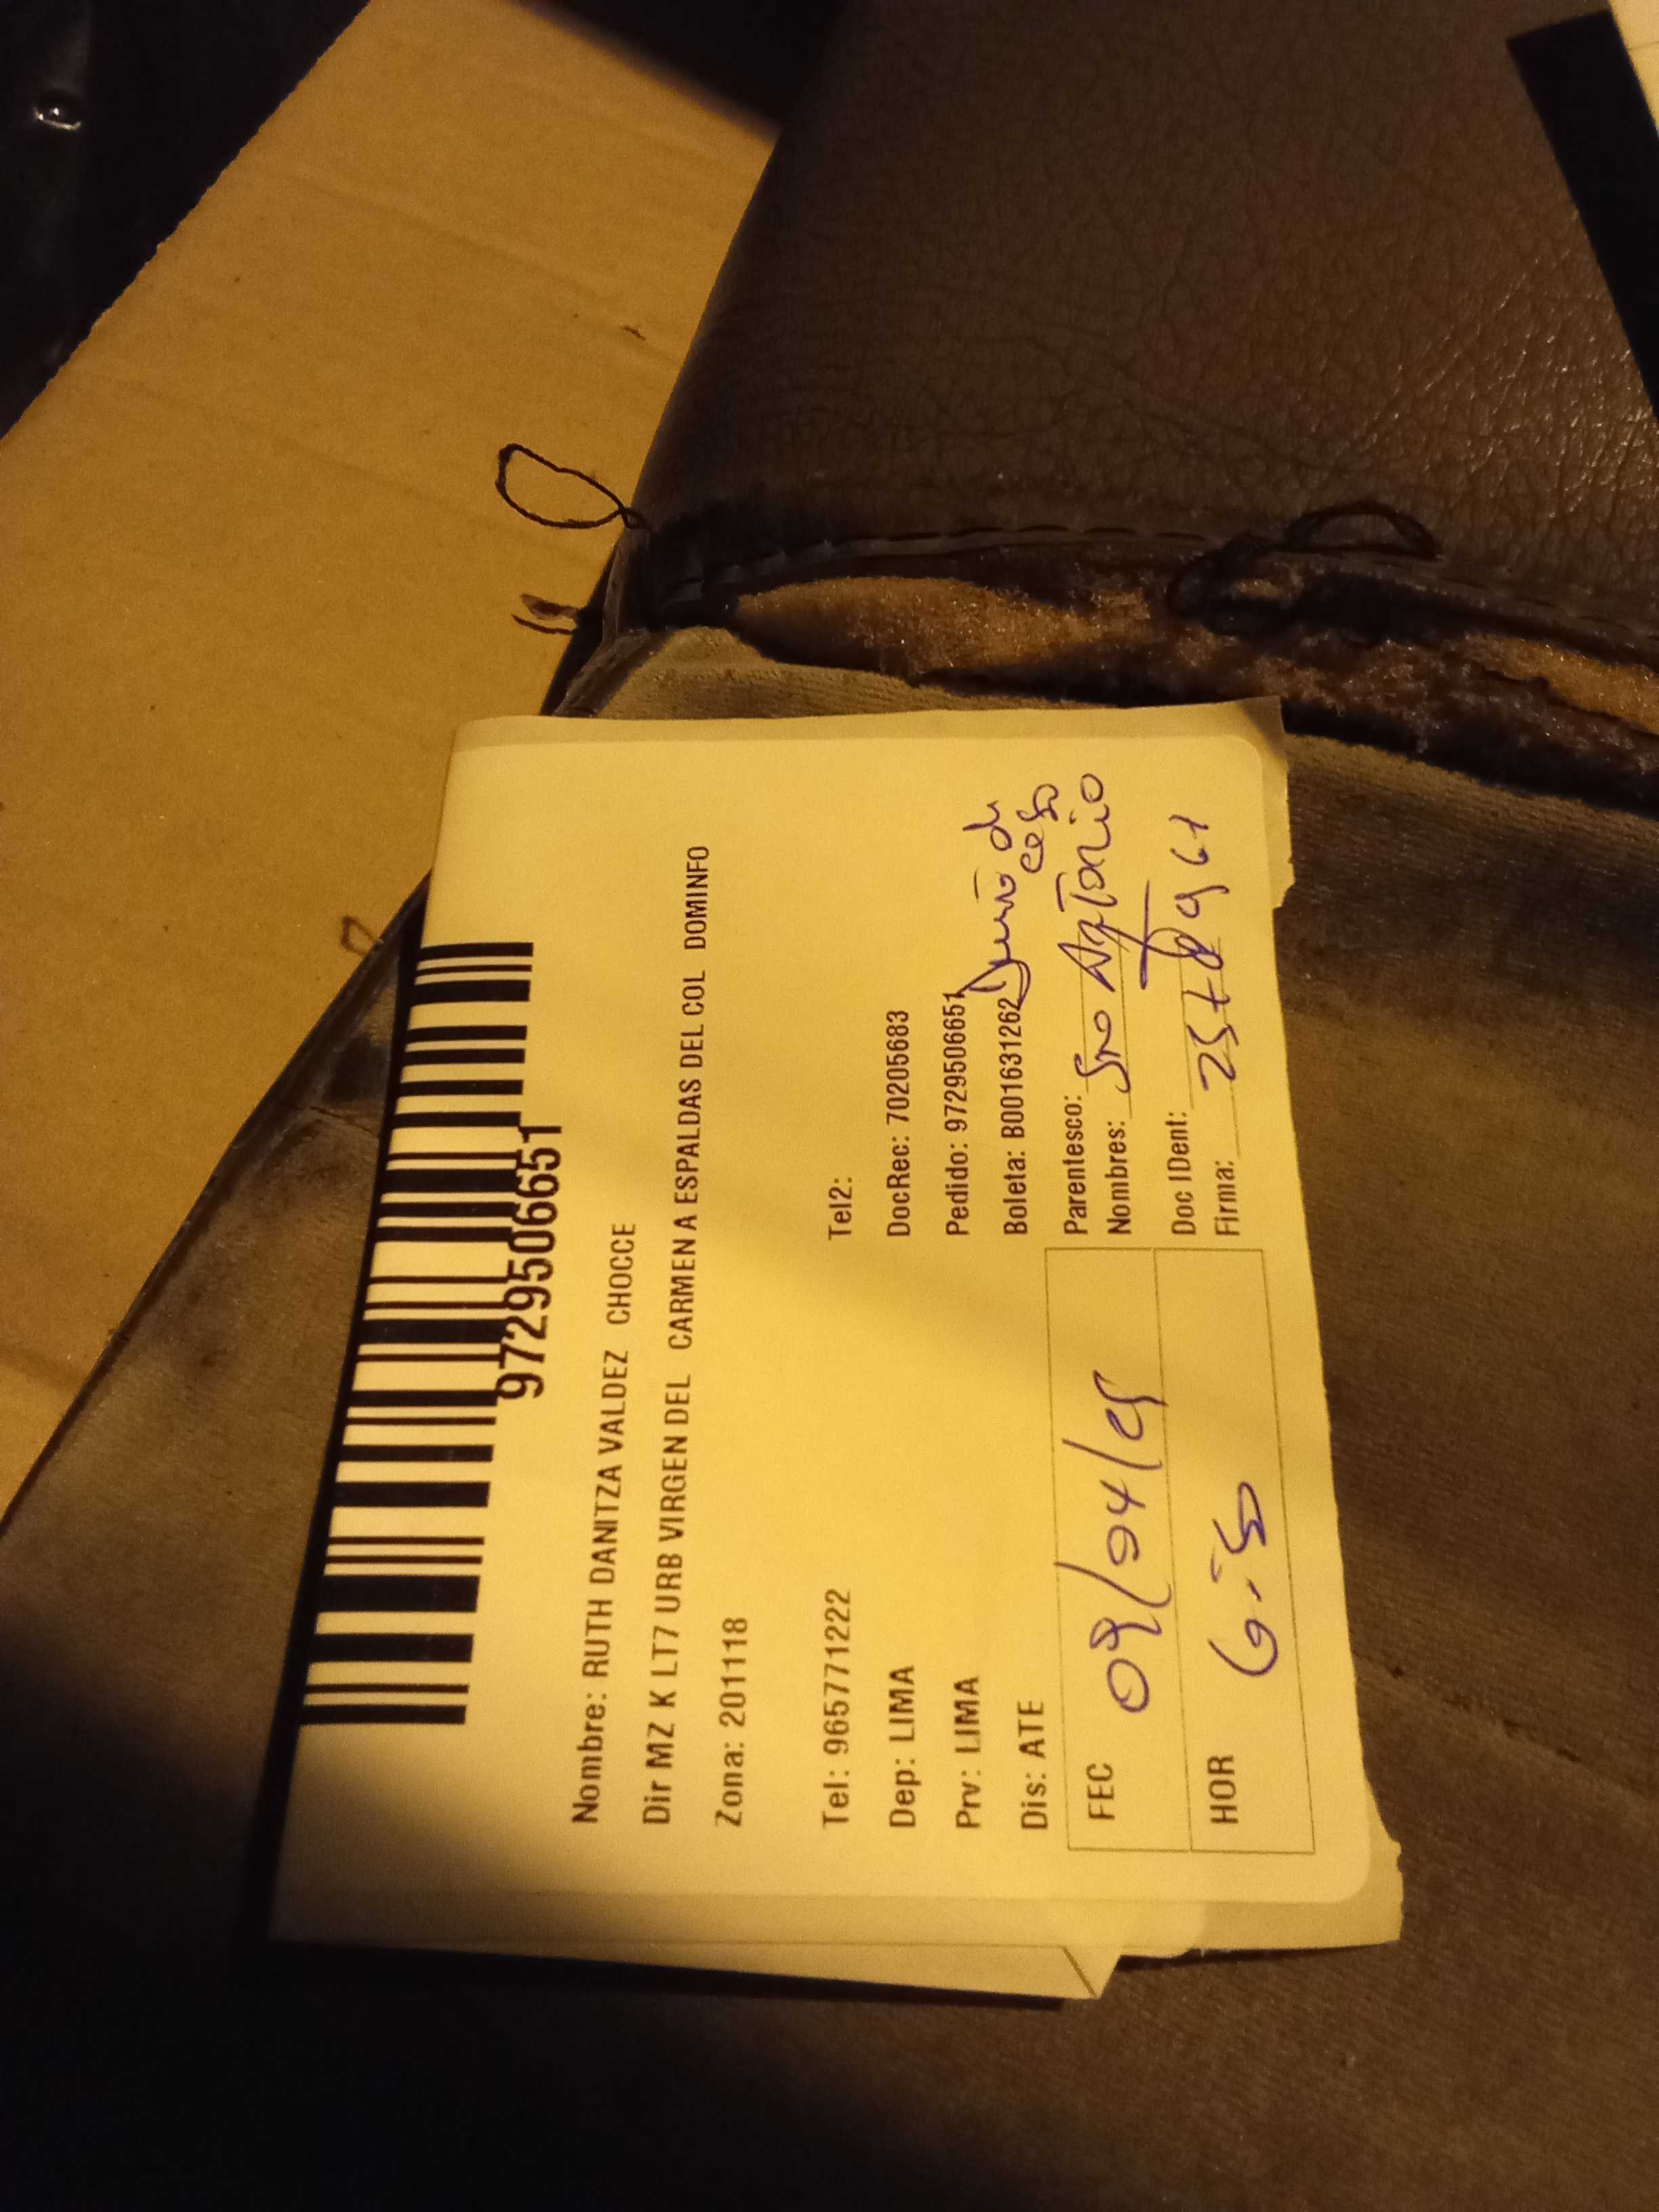 9729506651
Nombre: RUTH DANITZA VALDEZ CHOCCE
Dir MZ K LT7 URB VIRGEN DEL CARMEN A ESPALDAS DEL COL DOMINFO
Zona: 201118
Tel: 965771222 Tel2:
Dep: LIMA DocRec: 70205683
Prv: LIMA Pedido: 9729506651
Dis: ATE Boleta: B001631262
Parentesco:
Nombres:
FEC 09/04/
Doc IDent:
Firma:
HOR